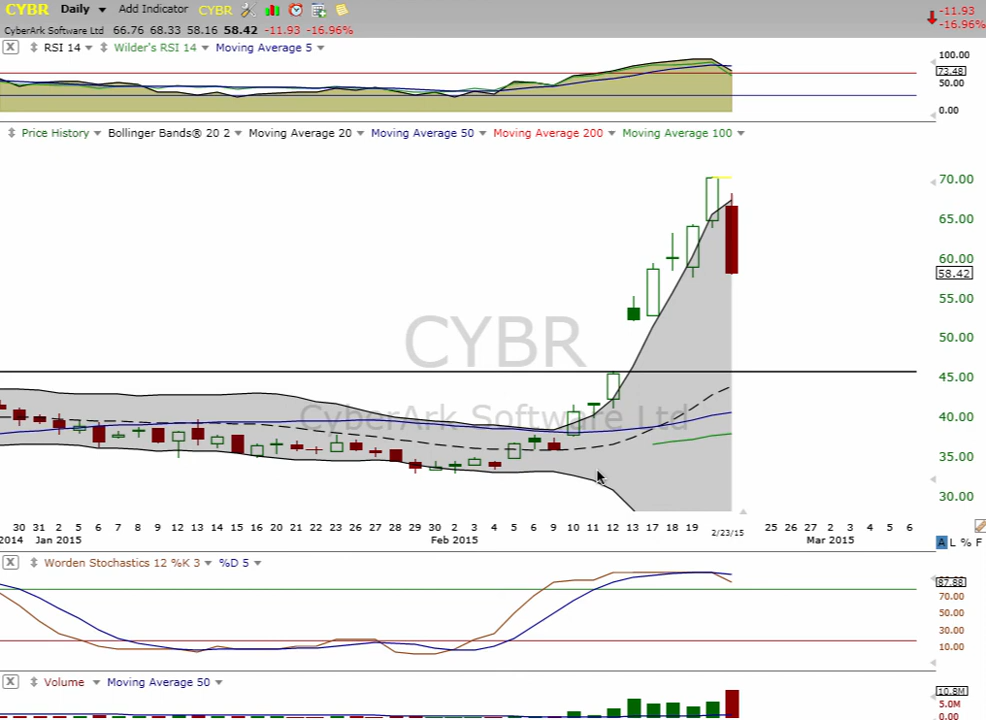 CYBR Daily Add Indicator CYBR
CyberArk Software Ltd 66.76 68.33 58.16 58.42 -11.93 -16.96%
-11.93
-16.96%
X RSI 14 Wilder's RSI 14 Moving Average 5
100.00
73.48
50.00
0.00
Price History Bollinger Bands® 20 2 Moving Average 20 Moving Average 50 Moving Average 200 Moving Average 100
70.00
65.00
60.00
58.42
55.00
50.00
45.00
40.00
35.00
30.00
CYBR
CyberArk Software Ltd
30 31 2 5 6 7 8 9 12 13 14 15 16 20 21 22 23 26 27 28 29 30 2 3 4 5 6 9 10 11 12 13 17 18 19 2/23/15 25 26 27 2 3 4 5 6
2014 Jan 2015 Feb 2015 Mar 2015
A L % F
X Worden Stochastics 12 %K 3 %D 5
87.88
70.00
50.00
30.00
10.00
X Volume Moving Average 50
10.8M
5.0M
0.00